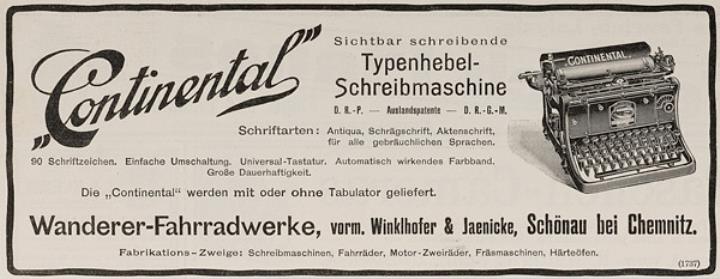 „Continental"
Sichtbar schreibende
Typenhebel-
Schreibmaschine
D. R.-P. — Auslandspatente — D. R.-G.-M.
Schriftarten: Antiqua, Schrägschrift, Aktenschrift,
für alle gebräuchlichen Sprachen.
90 Schriftzeichen. Einfache Umschaltung. Universal-Tastatur. Automatisch wirkendes Farbband.
Große Dauerhaftigkeit.
Die „Continental" werden mit oder ohne Tabulator geliefert.
CONTINENTAL.
Wanderer-Fahrradwerke, vorm. Winklhofer & Jaenicke, Schönau bei Chemnitz.
Fabrikations-Zweige: Schreibmaschinen, Fahrräder, Motor-Zweiräder, Fräsmaschinen, Härteöfen.
(1737)